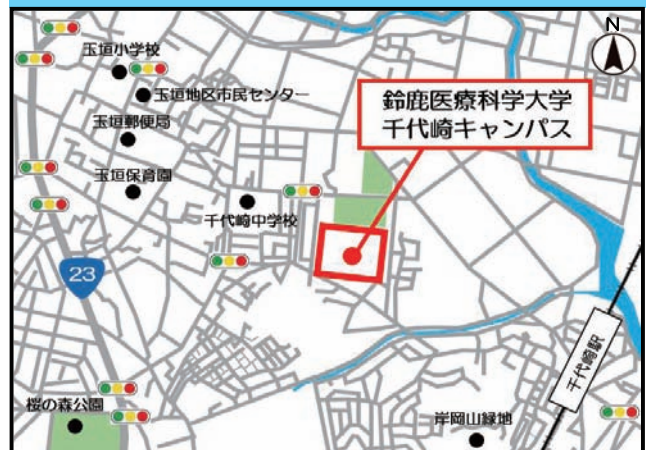 N
玉垣小学校
玉垣地区市民センター
鈴鹿医療科学大学
千代崎キャンパス
玉垣郵便局
玉垣保育園
千代崎中学校
23
千代崎駅
桜の森公園
岸岡山緑地